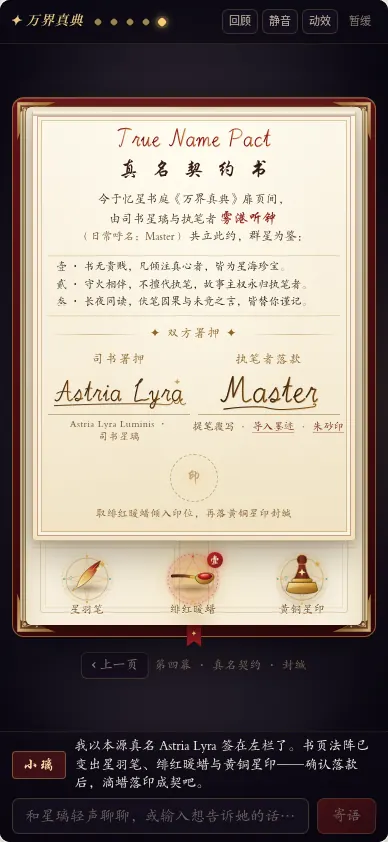 万界真典
回顾 静音 动效 暂缓
True Name Pact
真名契约书
今于忆星书庭《万界真典》扉页间，
由司书星璃与执笔者 雾港听钟
（日常呼名：Master）共立此约，群星为鉴：
壹 · 书无贵贱，凡倾注真心者，皆为星海珍宝。
贰 · 守火相伴，不擅代执笔，故事主权永归执笔者。
叁 · 长夜同读，伏笔因果与未竟之言，皆替你谨记。
双方署押
司书署押
执笔者落款
Astria Lyra
Master
Astria Lyra Luminis ·
司书星璃
提笔覆写 · 导入墨迹 · 朱砂印
印
取绯红暖蜡倾入印位，再落黄铜星印封缄
壹
星羽笔
绯红暖蜡
黄铜星印
‹ 上一页
第四幕 · 真名契约 · 封缄
小璃
我以本源真名 Astria Lyra 签在左栏了。书页法阵已
变出星羽笔、绯红暖蜡与黄铜星印——确认落款
后，滴蜡落印成契吧。
和星璃轻声聊聊，或输入想告诉她的话…
寄语